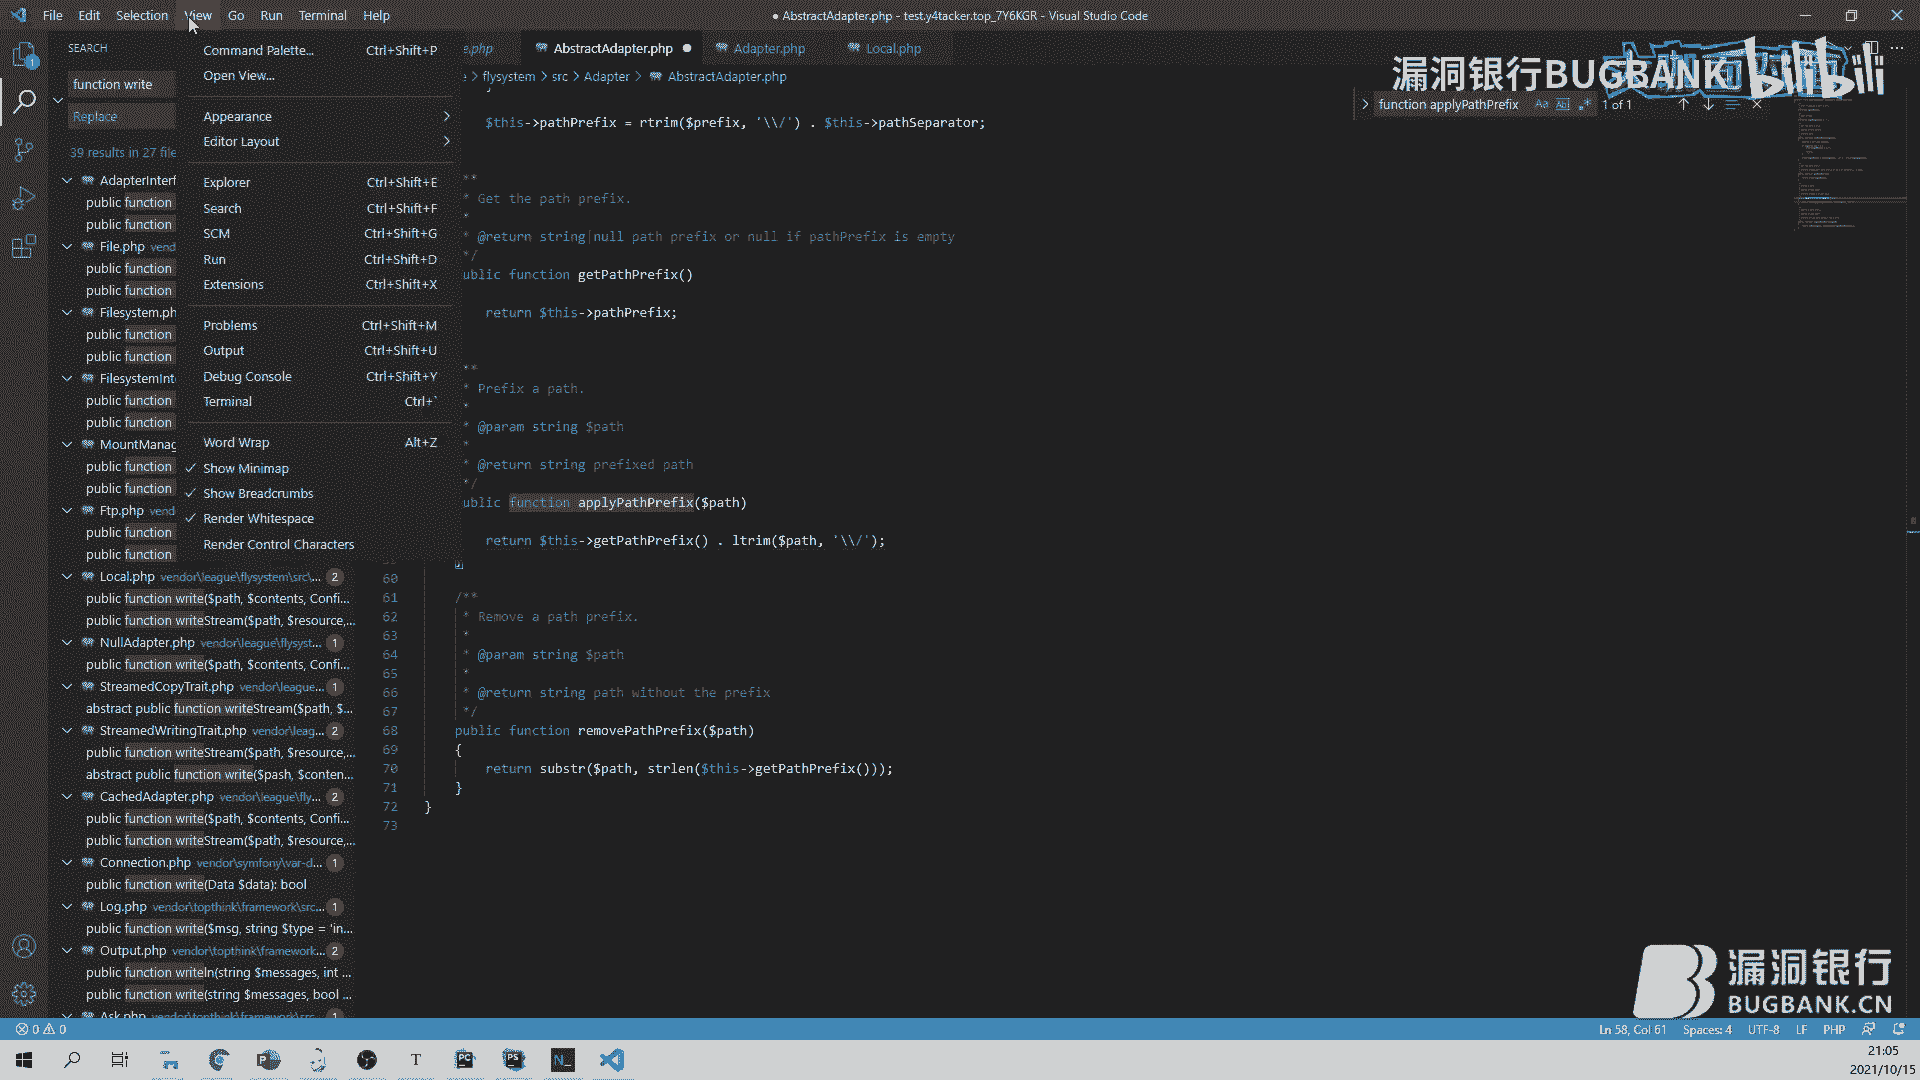 File Edit Selection View Go Run Terminal Help
● AbstractAdapter.php - test.y4tacker.top_7Y6KGR - Visual Studio Code
SEARCH
function write
Replace
39 results in 27 file
AdapterInterf
public function
public function
File.php vend
public function
public function
Filesystem.ph
public function
public function
FilesystemInt
public function
public function
MountManag
public function
public function
Ftp.php vend
public function
public function
Local.php vendor\league\flysystem\src\... 2
public function write($path, $contents, Confi...
public function writeStream($path, $resource,...
NullAdapter.php vendor\league\flysyst... 1
public function write($path, $contents, Confi...
StreamedCopyTrait.php vendor\league... 1
abstract public function writeStream($path, $...
StreamedWritingTrait.php vendor\leag... 2
public function writeStream($path, $resource,...
abstract public function write($pash, $conten...
CachedAdapter.php vendor\league\fly... 2
public function write($path, $contents, Confi...
public function writeStream($path, $resource,...
Connection.php vendor\symfony\var-d... 1
public function write(Data $data): bool
Log.php vendor\topthink\framework\src... 1
public function write($msg, string $type = 'in...
Output.php vendor\topthink\framework... 2
public function writeln(string $messages, int ...
public function write(string $messages, bool ...
Ask.php vendor\topthink\framework\src... 1
Command Palette... Ctrl+Shift+P
Open View...
Appearance
Editor Layout
Explorer Ctrl+Shift+E
Search Ctrl+Shift+F
SCM Ctrl+Shift+G
Run Ctrl+Shift+D
Extensions Ctrl+Shift+X
Problems Ctrl+Shift+M
Output Ctrl+Shift+U
Debug Console Ctrl+Shift+Y
Terminal Ctrl+`
Word Wrap Alt+Z
✓ Show Minimap
✓ Show Breadcrumbs
✓ Render Whitespace
Render Control Characters
e.php AbstractAdapter.php ● Adapter.php Local.php
e > flysystem > src > Adapter > AbstractAdapter.php
function applyPathPrefix Aa Abl .* 1 of 1
}
$this->pathPrefix = rtrim($prefix, '\\/') . $this->pathSeparator;
**
* Get the path prefix.
*
* @return string|null path prefix or null if pathPrefix is empty
*/
ublic function getPathPrefix()
return $this->pathPrefix;
**
* Prefix a path.
*
* @param string $path
*
* @return string prefixed path
*/
ublic function applyPathPrefix($path)
return $this->getPathPrefix() . ltrim($path, '\\/');
}
60
61 /**
62 * Remove a path prefix.
63 *
64 * @param string $path
65 *
66 * @return string path without the prefix
67 */
68 public function removePathPrefix($path)
69 {
70 return substr($path, strlen($this->getPathPrefix()));
71 }
72 }
73
漏洞银行BUGBANK bilibili
漏洞银行
BUGBANK.CN
0 0
Ln 58, Col 61 Spaces: 4 UTF-8 LF PHP
21:05
2021/10/15